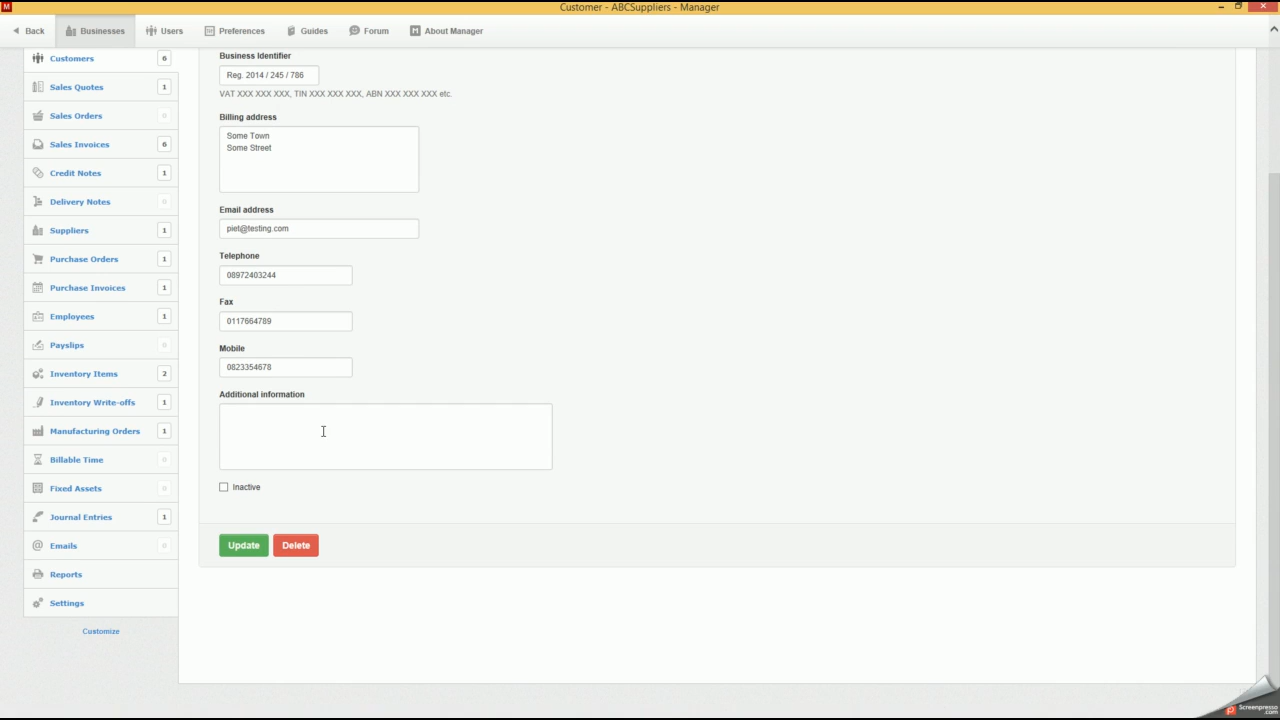 M
Customer - ABCSuppliers - Manager
Back
Businesses
Users
Preferences
Guides
Forum
M About Manager
Customers 6
Sales Quotes 1
Sales Orders 0
Sales Invoices 6
Credit Notes 1
Delivery Notes 0
Suppliers 1
Purchase Orders 1
Purchase Invoices 1
Employees 1
Payslips 0
Inventory Items 2
Inventory Write-offs 1
Manufacturing Orders 1
Billable Time 0
Fixed Assets 0
Journal Entries 1
@ Emails 0
Reports
Settings
Customize
Business Identifier
Reg. 2014 / 245 / 786
VAT XXX XXX XXX, TIN XXX XXX XXX, ABN XXX XXX XXX etc.
Billing address
Some Town
Some Street
Email address
piet@testing.com
Telephone
08972403244
Fax
0117664789
Mobile
0823354678
Additional information
Inactive
Update
Delete
Screenpresso
.com